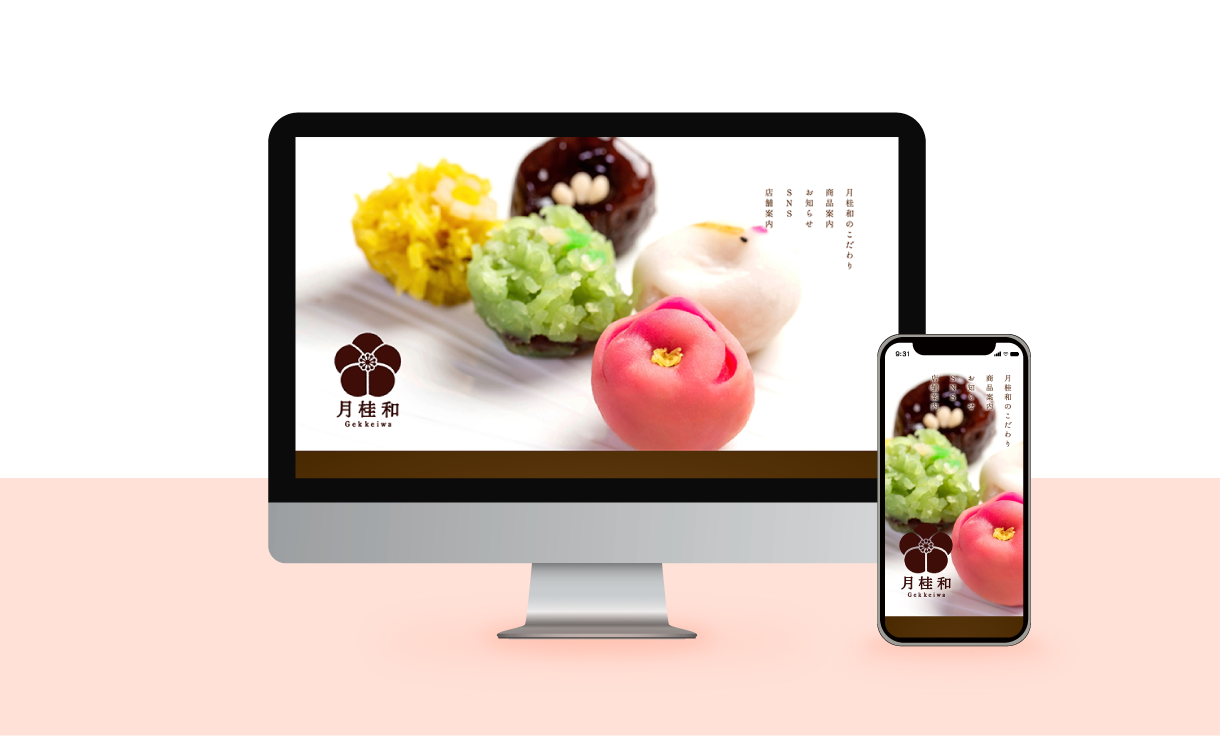 月桂和のこだわり
商品案内
お知らせ
SNS
店舗案内
月桂和
Gekkeiwa
9:31
月桂和のこだわり
商品案内
お知らせ
SNS
店舗案内
月桂和
Gekkeiwa